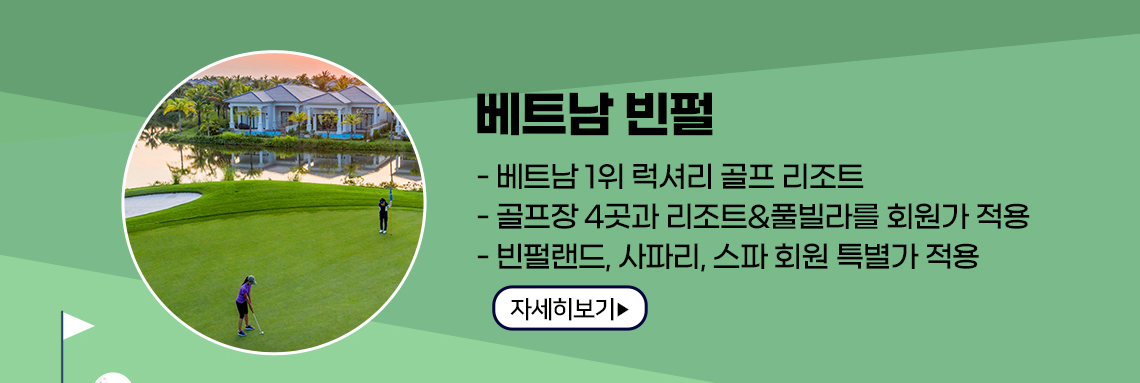 베트남 빈펄
- 베트남 1위 럭셔리 골프 리조트
- 골프장 4곳과 리조트&풀빌라를 회원가 적용
- 빈펄랜드, 사파리, 스파 회원 특별가 적용
자세히보기▶